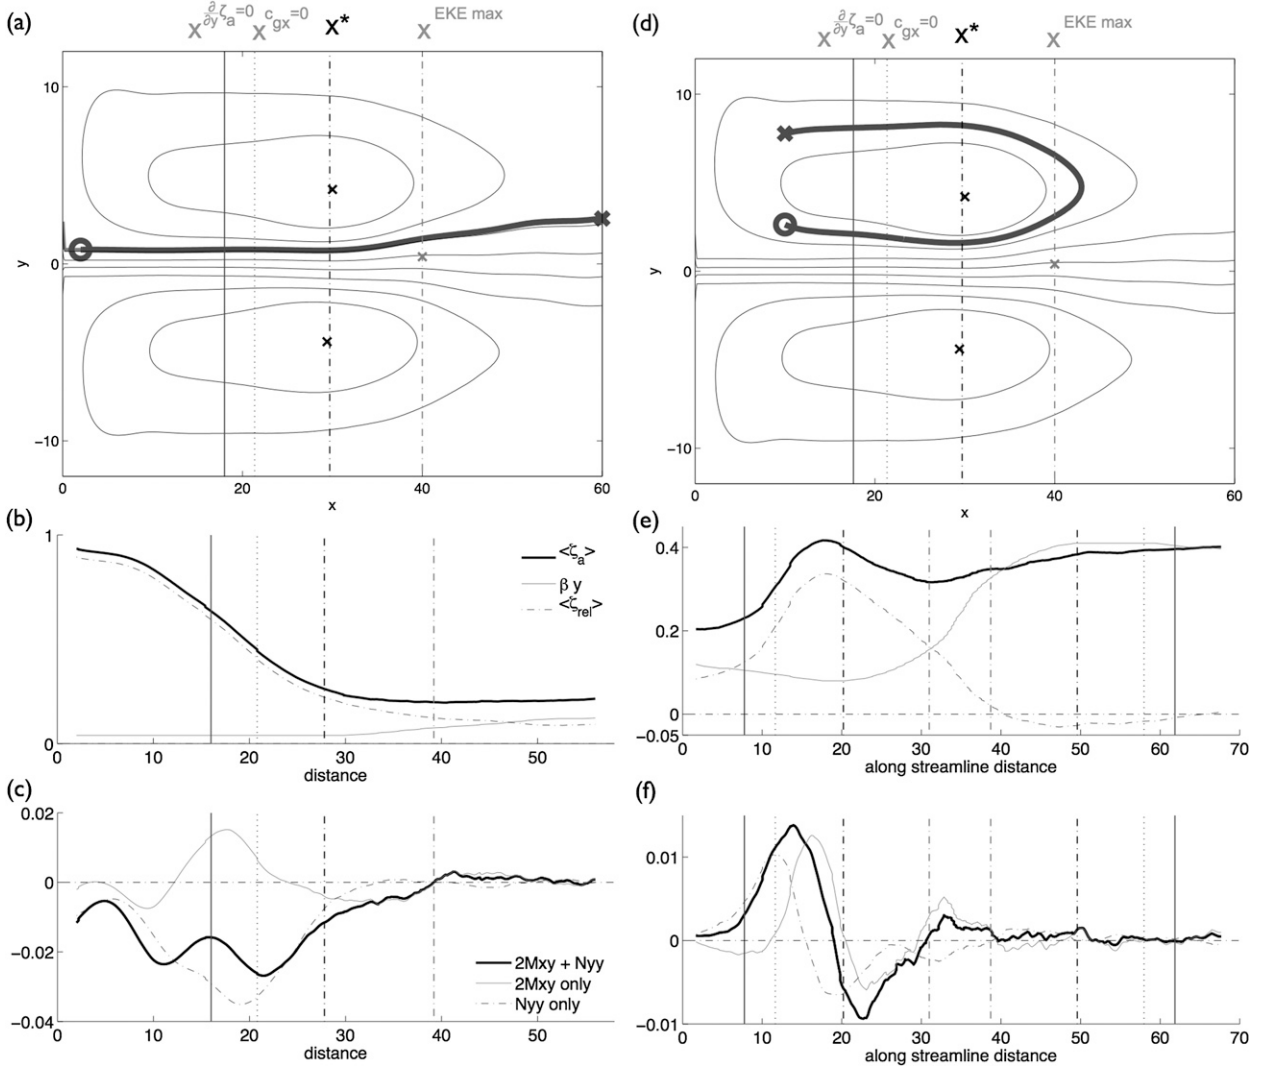 (a)
x ∂/∂y ζa=0
x cgx=0
x*
x EKE max
10
0
−10
y
0
20
40
60
x
(d)
x ∂/∂y ζa=0
x cgx=0
x*
x EKE max
10
0
−10
y
0
20
40
60
x
(b)
1
0
<ζa>
β y
<ζrel>
0
10
20
30
40
50
distance
(c)
0.02
0
−0.02
−0.04
2Mxy + Nyy
2Mxy only
Nyy only
0
10
20
30
40
50
distance
(e)
0.4
0.2
0
−0.05
0
10
20
30
40
50
60
70
along streamline distance
(f)
0.01
0
−0.01
0
10
20
30
40
50
60
70
along streamline distance